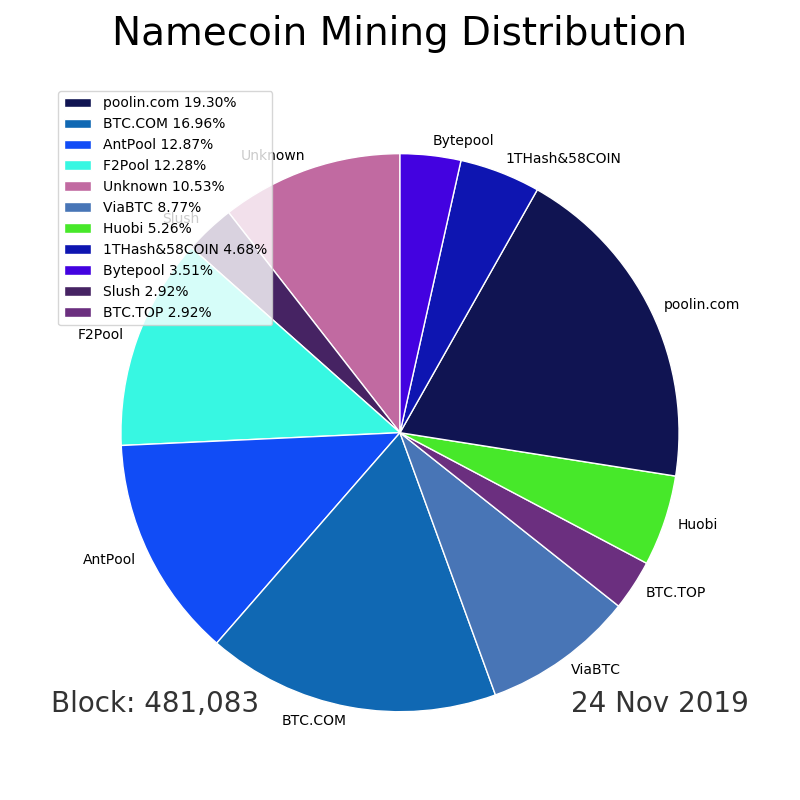 Namecoin Mining Distribution
poolin.com 19.30%
BTC.COM 16.96%
AntPool 12.87%
F2Pool 12.28%
Unknown 10.53%
ViaBTC 8.77%
Huobi 5.26%
1THash&58COIN 4.68%
Bytepool 3.51%
Slush 2.92%
BTC.TOP 2.92%
Bytepool
1THash&58COIN
Unknown
Slush
poolin.com
F2Pool
Huobi
AntPool
BTC.TOP
ViaBTC
BTC.COM
Block: 481,083
24 Nov 2019